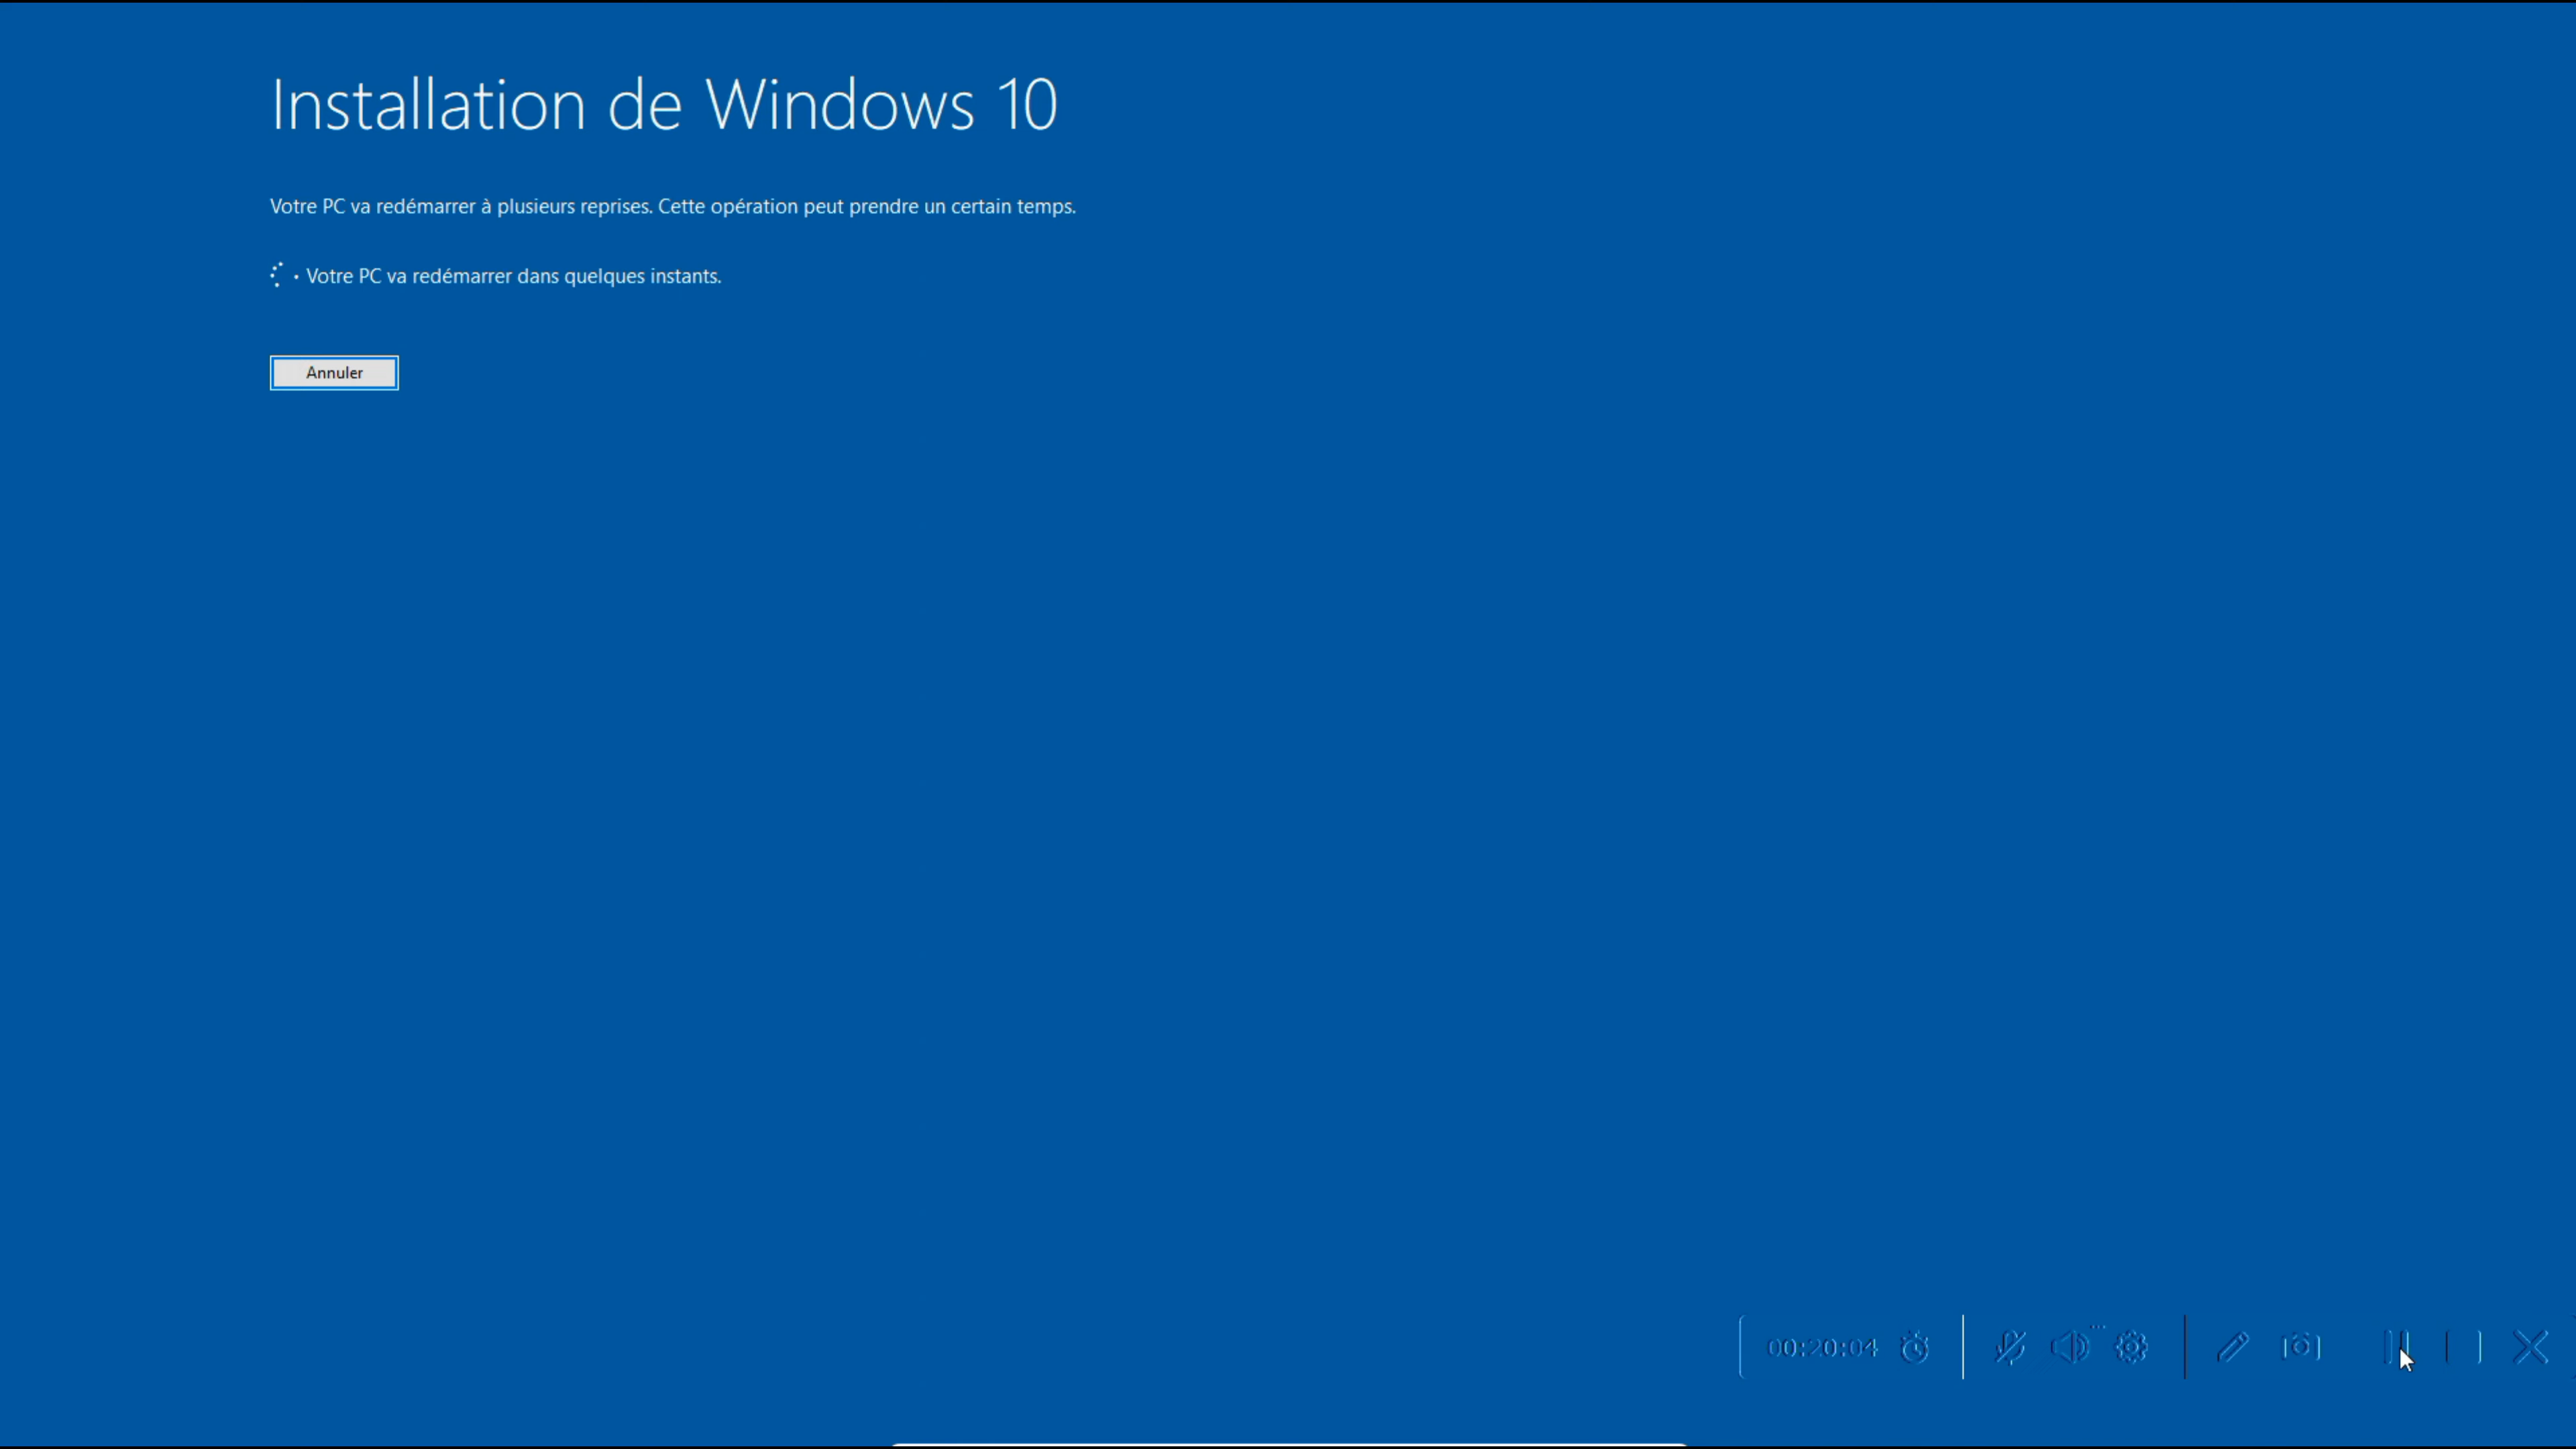 Installation de Windows 10
Votre PC va redémarrer à plusieurs reprises. Cette opération peut prendre un certain temps.
Votre PC va redémarrer dans quelques instants.
Annuler
00:20:04